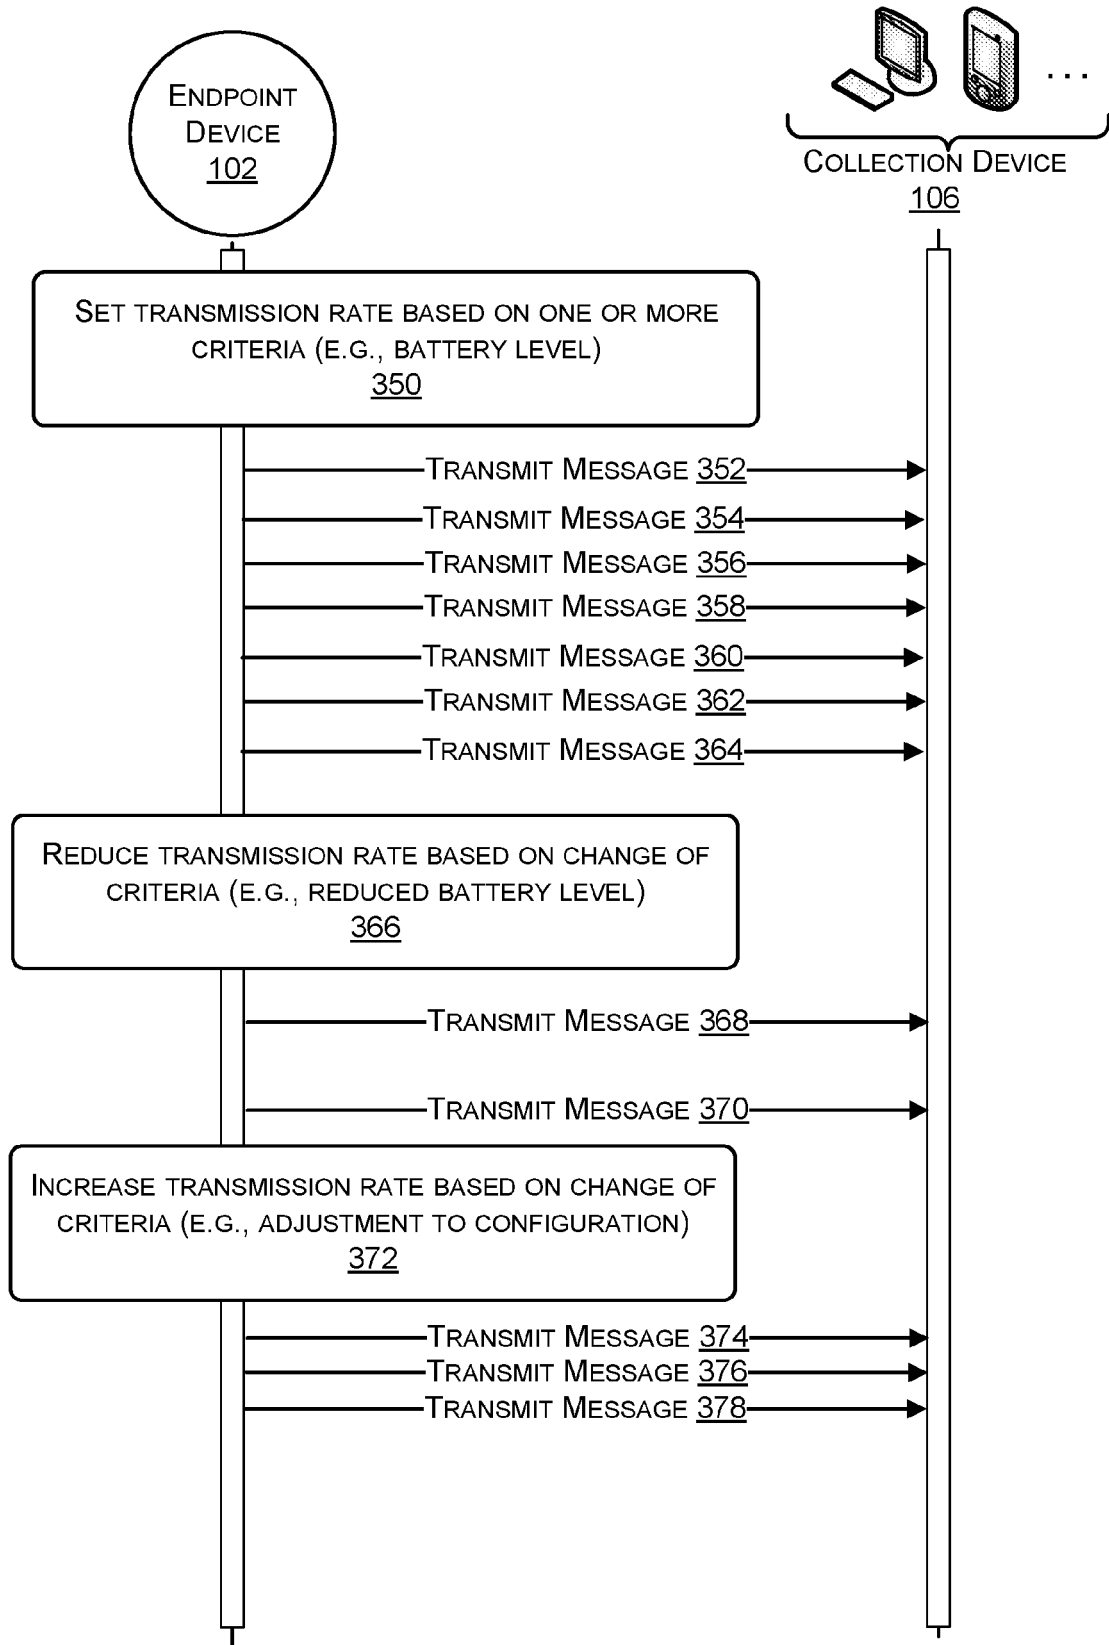 ENDPOINT
DEVICE
102
...
COLLECTION DEVICE
106
SET TRANSMISSION RATE BASED ON ONE OR MORE
CRITERIA (E.G., BATTERY LEVEL)
350
TRANSMIT MESSAGE 352
TRANSMIT MESSAGE 354
TRANSMIT MESSAGE 356
TRANSMIT MESSAGE 358
TRANSMIT MESSAGE 360
TRANSMIT MESSAGE 362
TRANSMIT MESSAGE 364
REDUCE TRANSMISSION RATE BASED ON CHANGE OF
CRITERIA (E.G., REDUCED BATTERY LEVEL)
366
TRANSMIT MESSAGE 368
TRANSMIT MESSAGE 370
INCREASE TRANSMISSION RATE BASED ON CHANGE OF
CRITERIA (E.G., ADJUSTMENT TO CONFIGURATION)
372
TRANSMIT MESSAGE 374
TRANSMIT MESSAGE 376
TRANSMIT MESSAGE 378